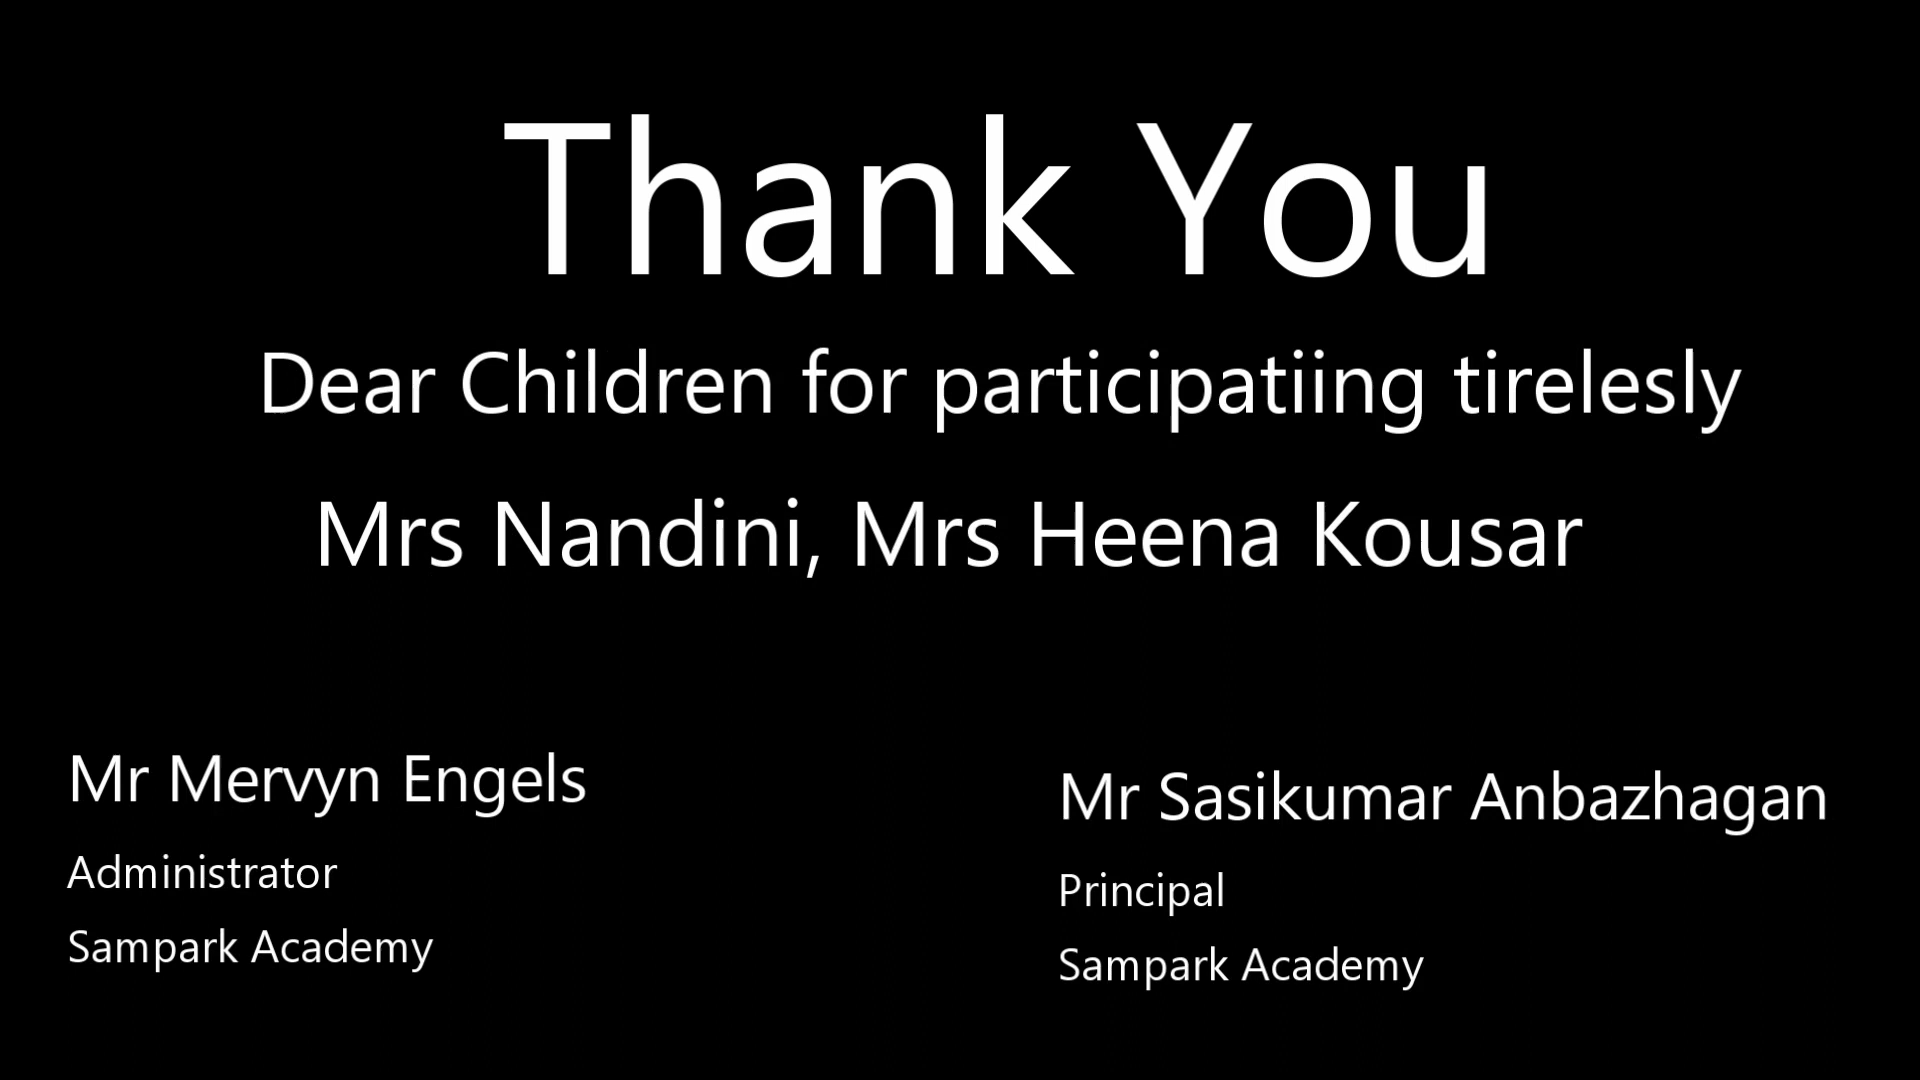 Thank You
Dear Children for participatiing tirelesly
Mrs Nandini, Mrs Heena Kousar
Mr Mervyn Engels
Administrator
Sampark Academy
Mr Sasikumar Anbazhagan
Principal
Sampark Academy